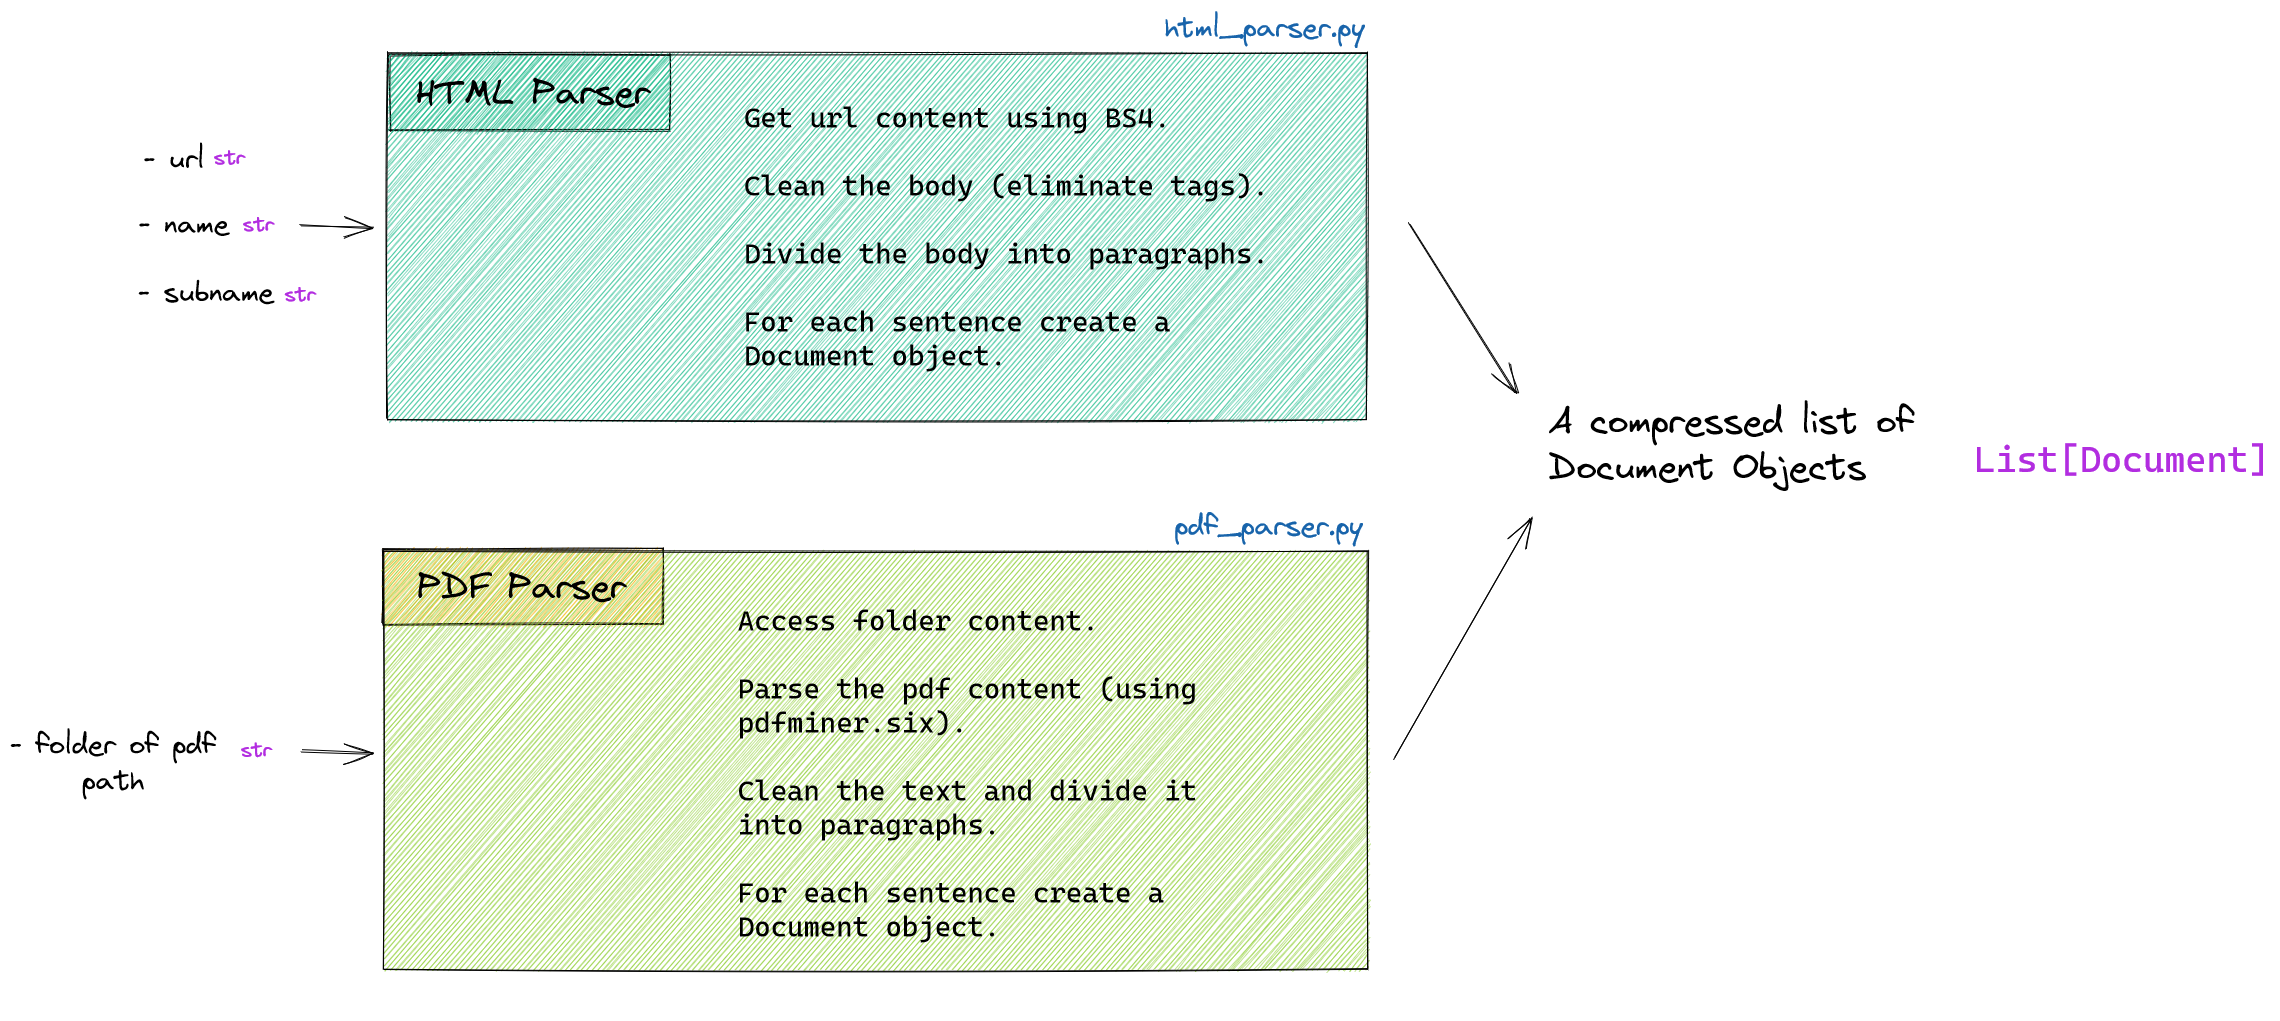 html_parser.py
HTML Parser
Get url content using BS4.
- url str
Clean the body (eliminate tags).
- name str
Divide the body into paragraphs.
- subname str
For each sentence create a
Document object.
A compressed list of
Document Objects
List[Document]
pdf_parser.py
PDF Parser
Access folder content.
Parse the pdf content (using
pdfminer.six).
- folder of pdf str
path
Clean the text and divide it
into paragraphs.
For each sentence create a
Document object.